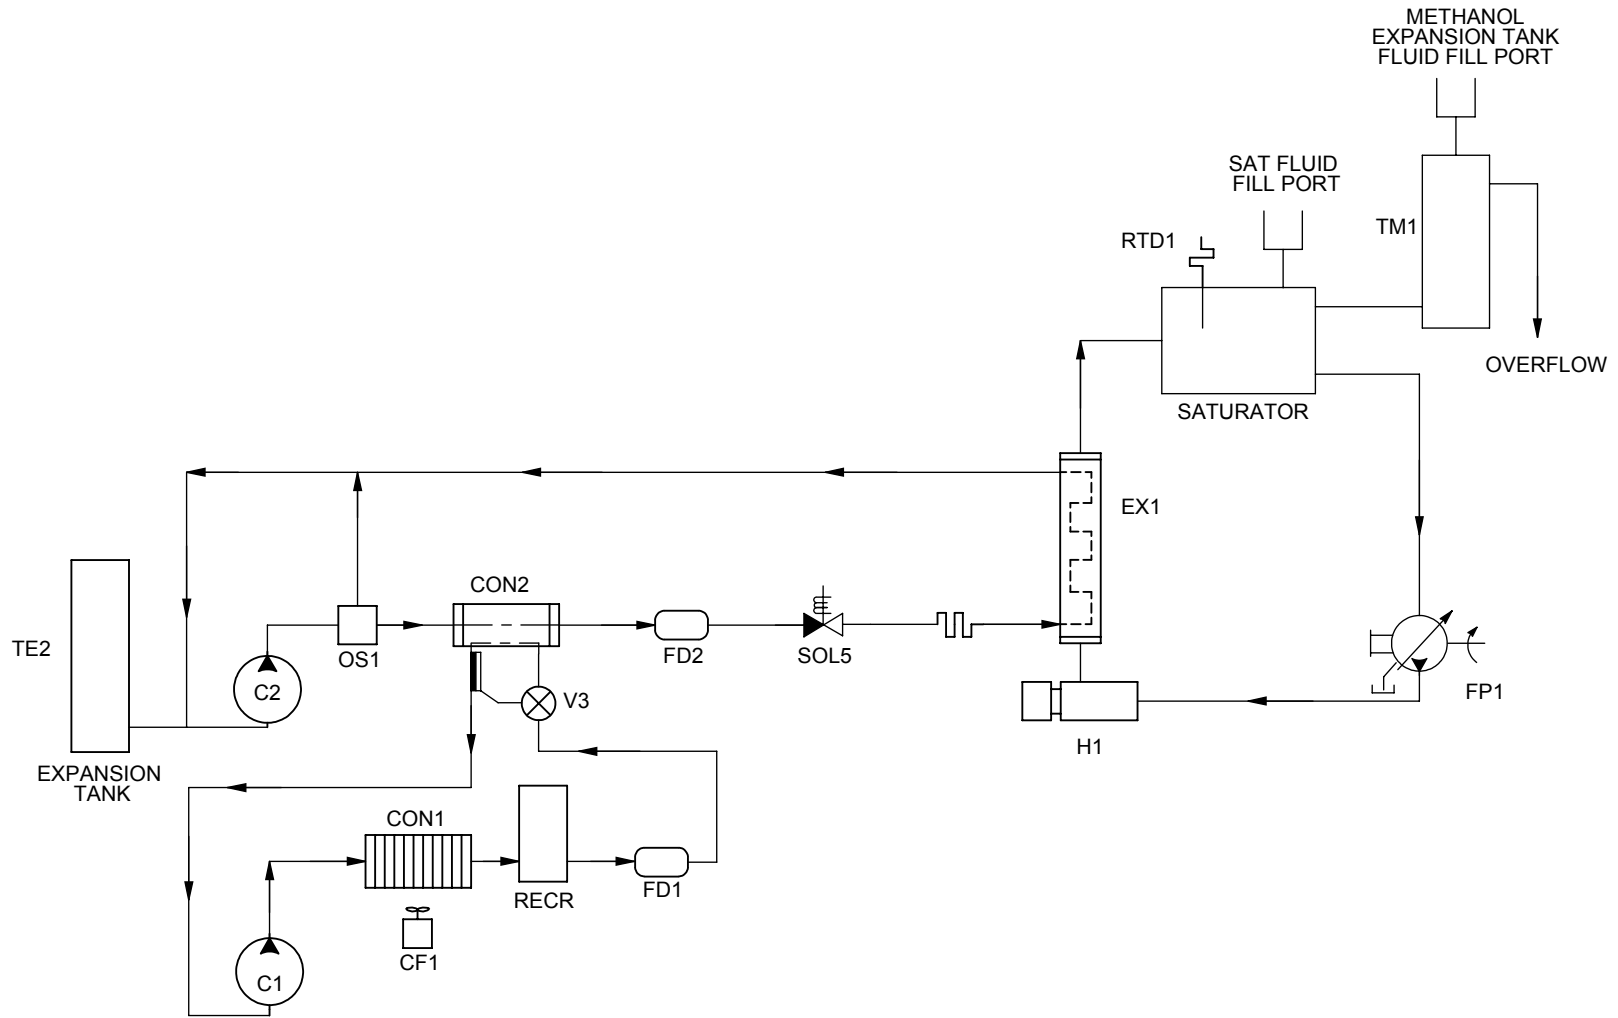 METHANOL
EXPANSION TANK
FLUID FILL PORT
SAT FLUID
FILL PORT
TM1
RTD1
OVERFLOW
SATURATOR
EX1
CON2
TE2
OS1
FD2
SOL5
C2
V3
FP1
H1
EXPANSION
TANK
CON1
FD1
RECR
CF1
C1